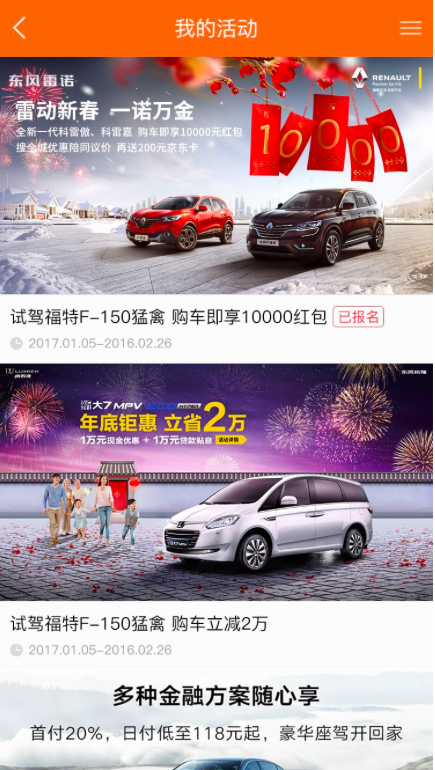 我的活动
东风雷诺
RENAULT
Passion for life
雷动新春 一诺万金
全新一代科雷傲、科雷嘉 购车即享10000元红包
搜全城优惠陪同议价 再送200元京东卡
10000
试驾福特F-150猛禽 购车即享10000红包 已报名
2017.01.05-2016.02.26
LUXGEN
东风裕隆
大7 MPV
年底钜惠 立省2万
1万元现金优惠 + 1万元贷款贴息 活动详情
试驾福特F-150猛禽 购车立减2万
2017.01.05-2016.02.26
多种金融方案随心享
首付20%，日付低至118元起，豪华座驾开回家